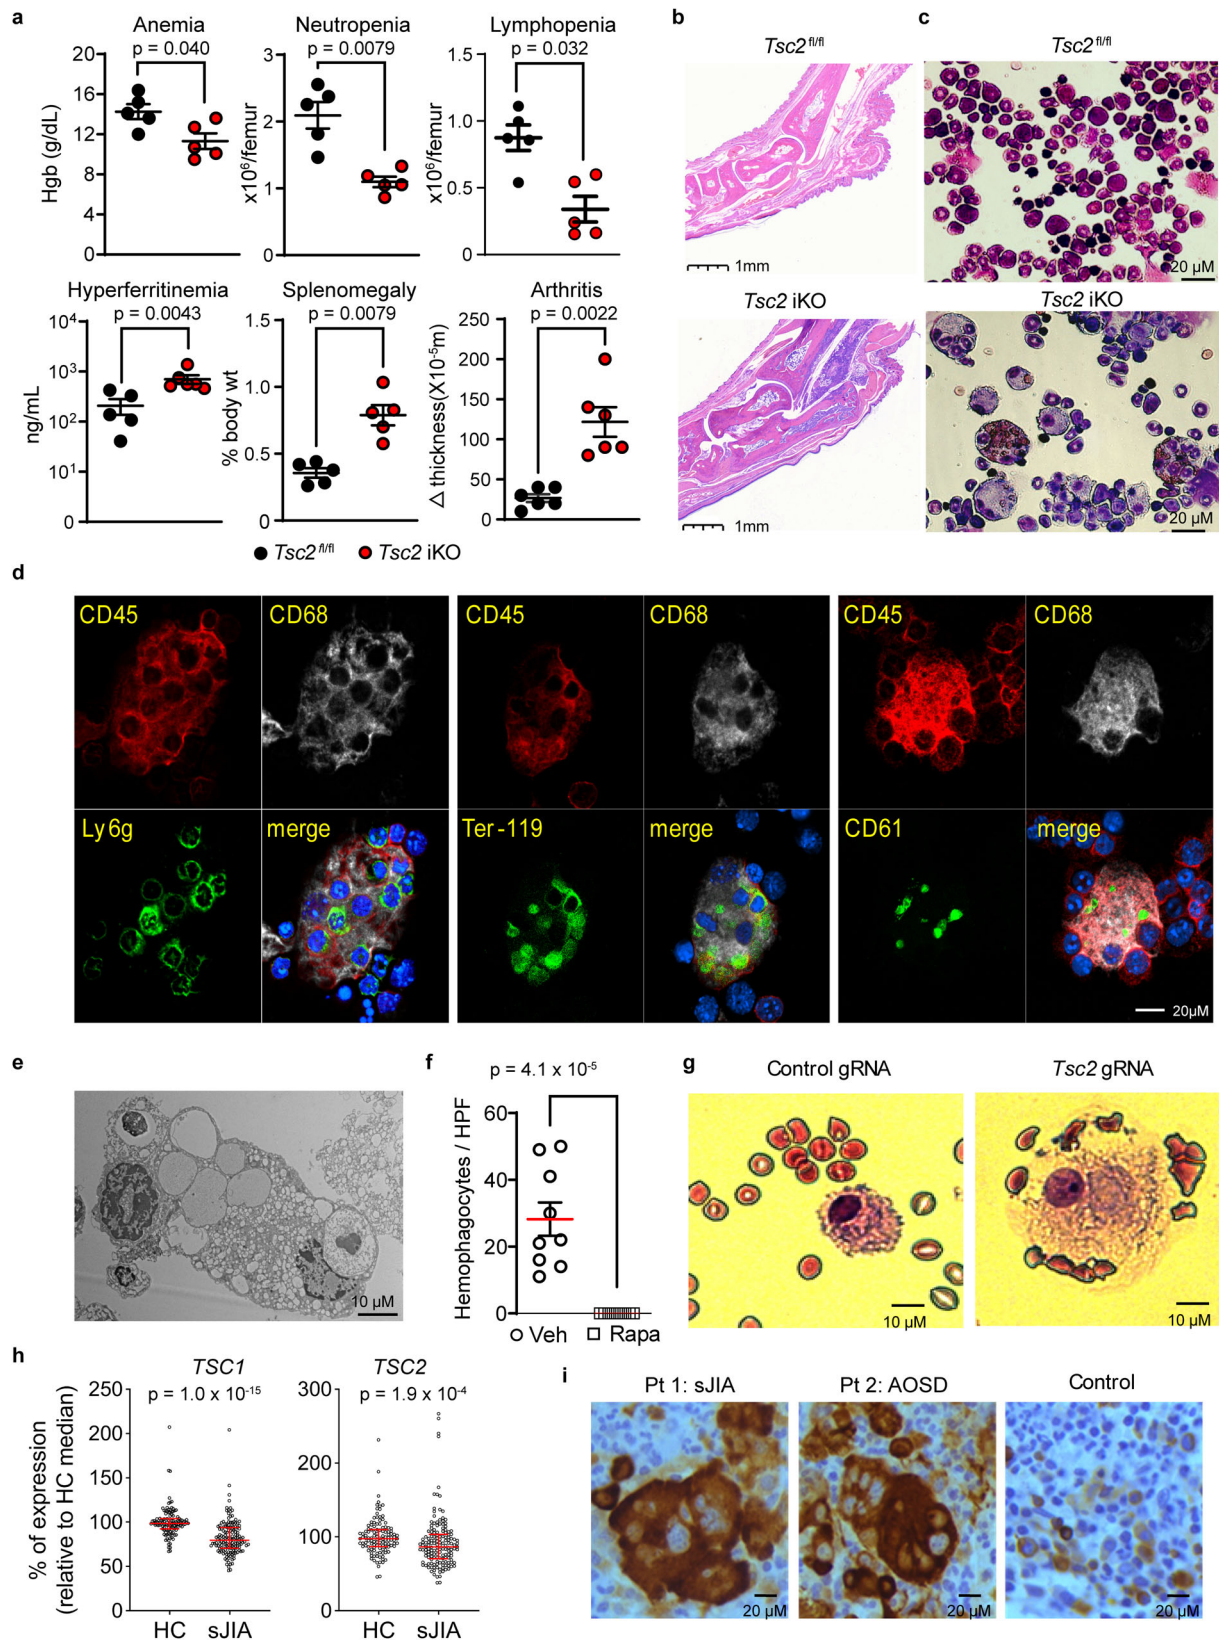 a
Anemia
p = 0.040
Hgb (g/dL)
16
12
8
4
0
Neutropenia
p = 0.0079
x10⁶/femur
3
2
1
0
Lymphopenia
p = 0.032
x10⁶/femur
1.5
1.0
0.5
0
Hyperferritinemia
p = 0.0043
ng/mL
10⁴
10³
10²
10¹
0
Splenomegaly
p = 0.0079
% body wt
1.5
1.0
0.5
0
Arthritis
p = 0.0022
Δ thickness(X10⁻⁵m)
250
200
150
100
50
0
Tsc2 fl/fl
Tsc2 iKO
b
Tsc2 fl/fl
1mm
Tsc2 iKO
1mm
c
Tsc2 fl/fl
20 µM
Tsc2 iKO
20 µM
d
CD45
CD68
Ly6g
merge
CD45
CD68
Ter-119
merge
CD45
CD68
CD61
merge
20µM
e
10 µM
f
p = 4.1 x 10⁻⁵
Hemophagocytes / HPF
60
40
20
0
Veh
Rapa
g
Control gRNA
10 µM
Tsc2 gRNA
10 µM
h
% of expression
(relative to HC median)
TSC1
p = 1.0 x 10⁻¹⁵
250
200
150
100
50
0
HC
sJIA
TSC2
p = 1.9 x 10⁻⁴
300
200
100
0
HC
sJIA
i
Pt 1: sJIA
20 µM
Pt 2: AOSD
20 µM
Control
20 µM